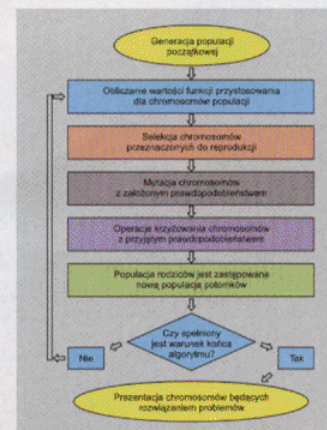 Generacja populacji
początkowej
Obliczanie wartości funkcji przystosowania
dla chromosomów populacji
Selekcja chromosomów
przeznaczonych do reprodukcji
Mutacja chromosomów
z założonym prawdopodobieństwem
Operacja krzyżowania chromosomów
z przyjętym prawdopodobieństwem
Populacja rodziców jest zastępowana
nową populacją potomków
Czy spełniony
jest warunek końca
algorytmu?
Nie
Tak
Prezentacja chromosomów będących
rozwiązaniem problemów